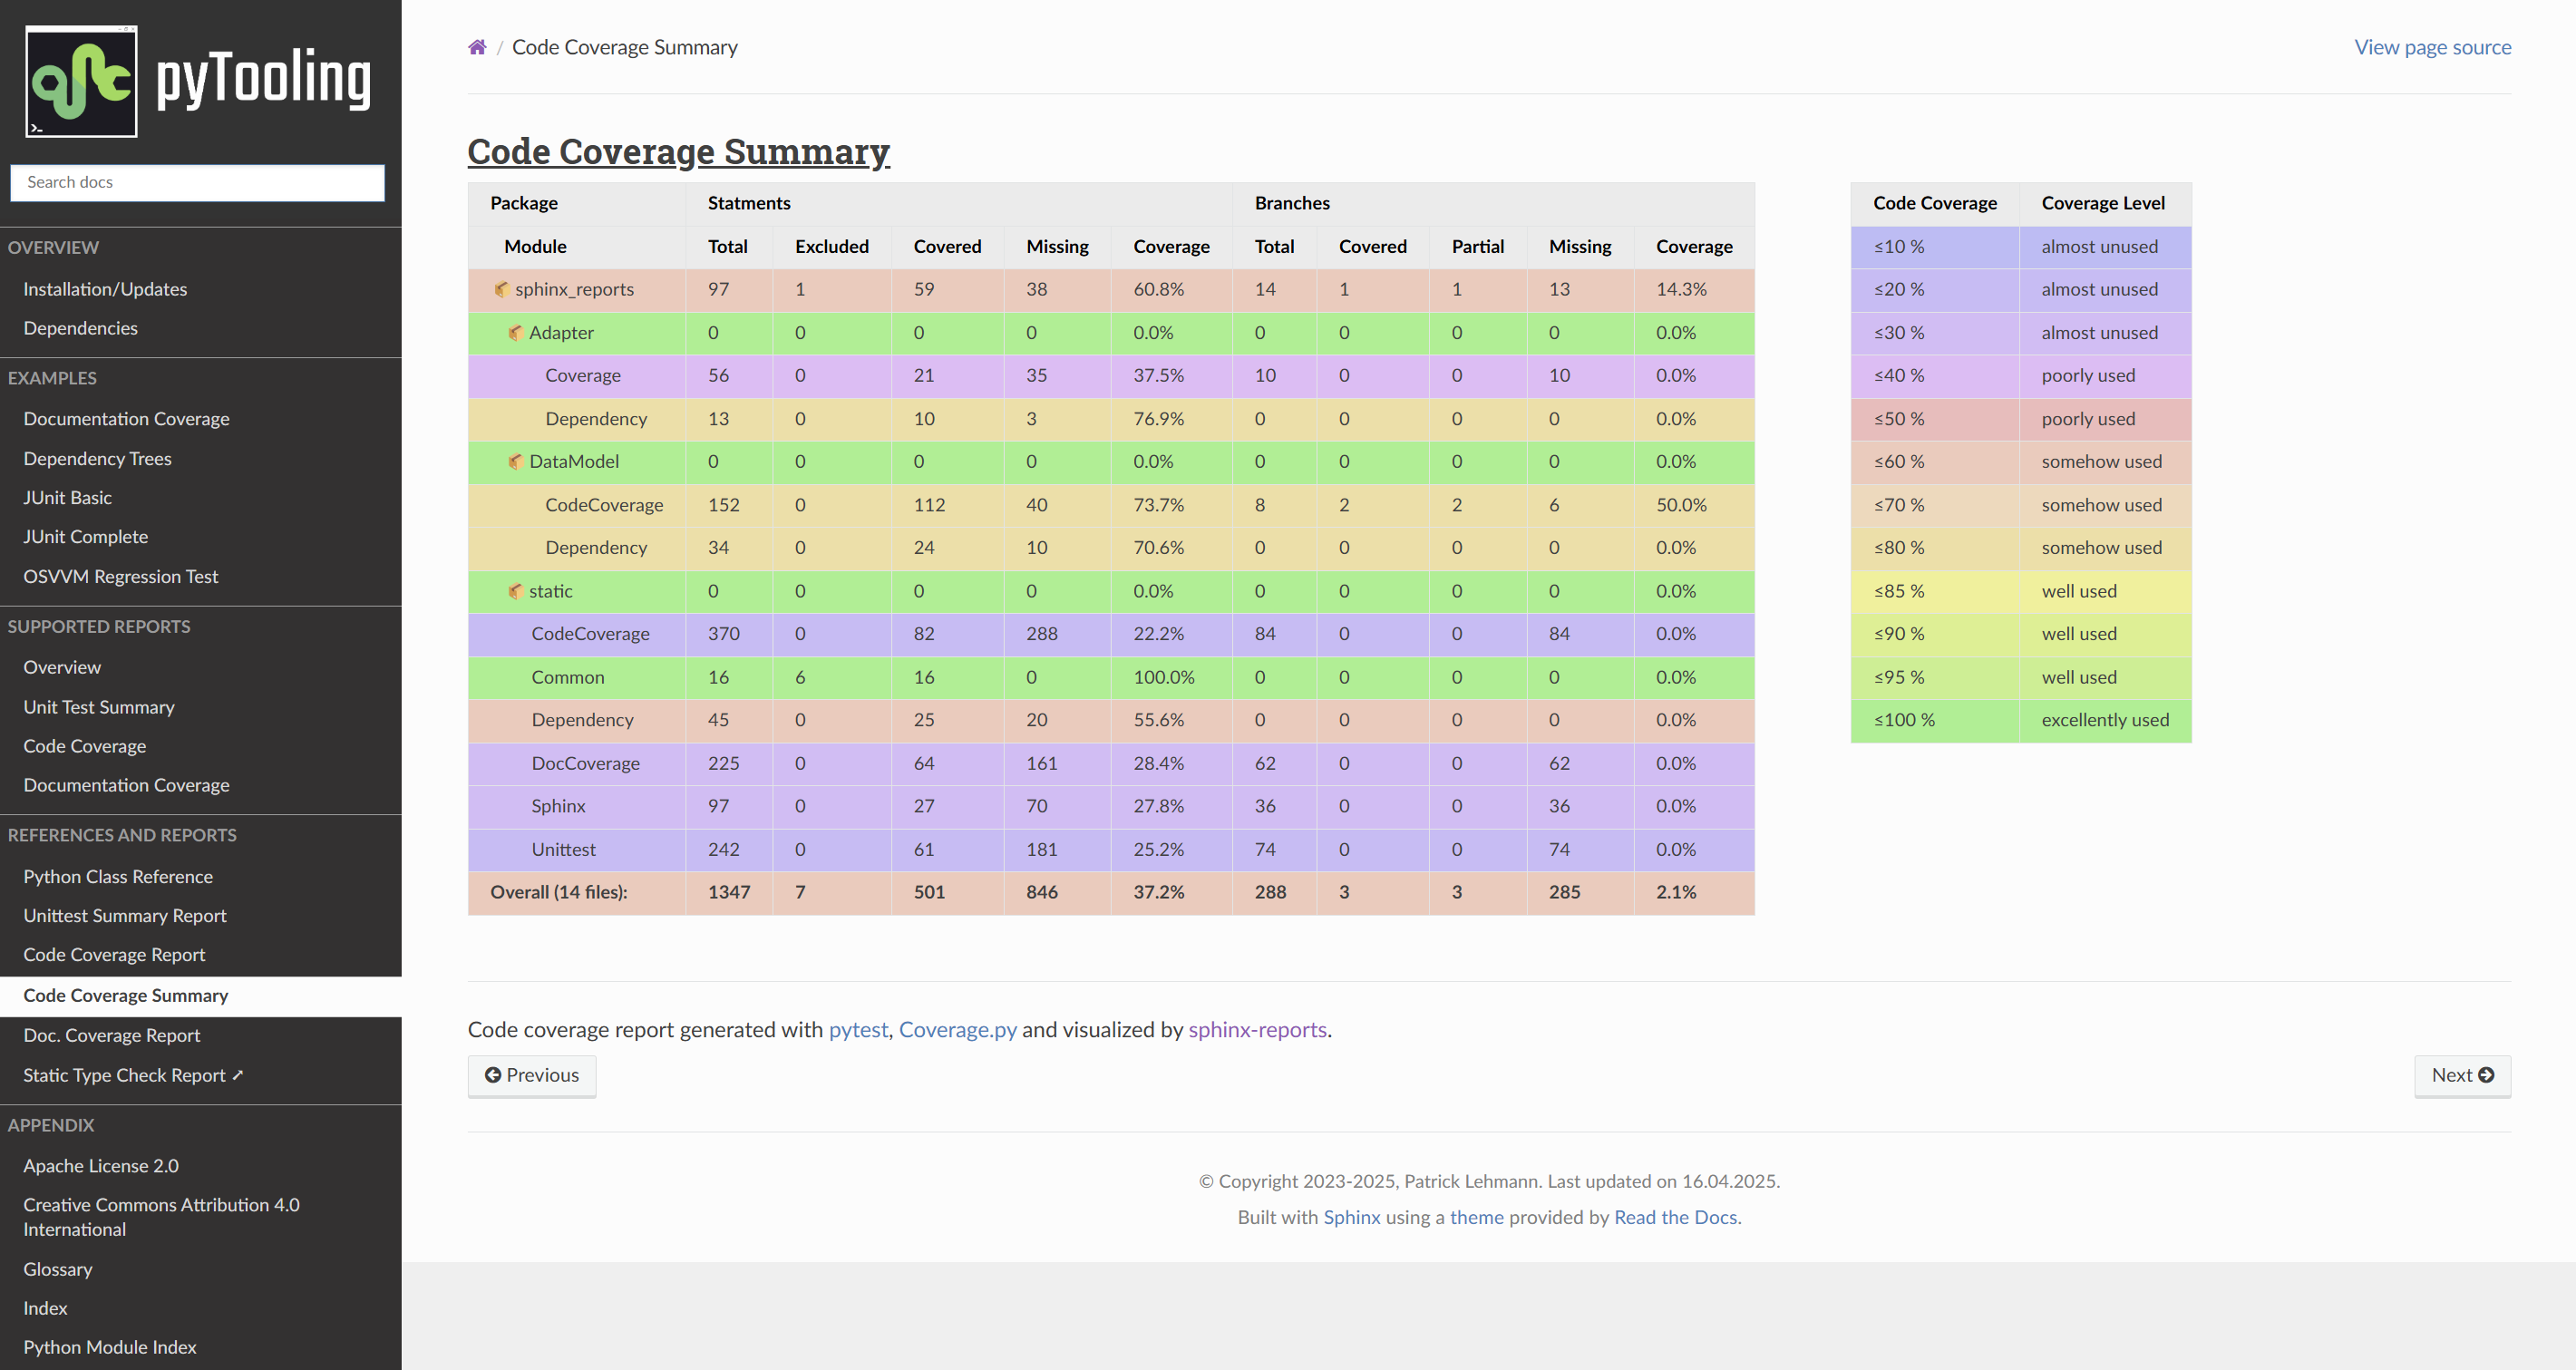 pyTooling
Search docs
OVERVIEW
Installation/Updates
Dependencies
EXAMPLES
Documentation Coverage
Dependency Trees
JUnit Basic
JUnit Complete
OSVVM Regression Test
SUPPORTED REPORTS
Overview
Unit Test Summary
Code Coverage
Documentation Coverage
REFERENCES AND REPORTS
Python Class Reference
Unittest Summary Report
Code Coverage Report
Code Coverage Summary
Doc. Coverage Report
Static Type Check Report ➚
APPENDIX
Apache License 2.0
Creative Commons Attribution 4.0
International
Glossary
Index
Python Module Index
/ Code Coverage Summary
View page source
Code Coverage Summary
Package Statments Branches
Module Total Excluded Covered Missing Coverage Total Covered Partial Missing Coverage
sphinx_reports 97 1 59 38 60.8% 14 1 1 13 14.3%
Adapter 0 0 0 0 0.0% 0 0 0 0 0.0%
Coverage 56 0 21 35 37.5% 10 0 0 10 0.0%
Dependency 13 0 10 3 76.9% 0 0 0 0 0.0%
DataModel 0 0 0 0 0.0% 0 0 0 0 0.0%
CodeCoverage 152 0 112 40 73.7% 8 2 2 6 50.0%
Dependency 34 0 24 10 70.6% 0 0 0 0 0.0%
static 0 0 0 0 0.0% 0 0 0 0 0.0%
CodeCoverage 370 0 82 288 22.2% 84 0 0 84 0.0%
Common 16 6 16 0 100.0% 0 0 0 0 0.0%
Dependency 45 0 25 20 55.6% 0 0 0 0 0.0%
DocCoverage 225 0 64 161 28.4% 62 0 0 62 0.0%
Sphinx 97 0 27 70 27.8% 36 0 0 36 0.0%
Unittest 242 0 61 181 25.2% 74 0 0 74 0.0%
Overall (14 files): 1347 7 501 846 37.2% 288 3 3 285 2.1%
Code Coverage Coverage Level
≤10 % almost unused
≤20 % almost unused
≤30 % almost unused
≤40 % poorly used
≤50 % poorly used
≤60 % somehow used
≤70 % somehow used
≤80 % somehow used
≤85 % well used
≤90 % well used
≤95 % well used
≤100 % excellently used
Code coverage report generated with pytest, Coverage.py and visualized by sphinx-reports.
Previous
Next
© Copyright 2023-2025, Patrick Lehmann. Last updated on 16.04.2025.
Built with Sphinx using a theme provided by Read the Docs.